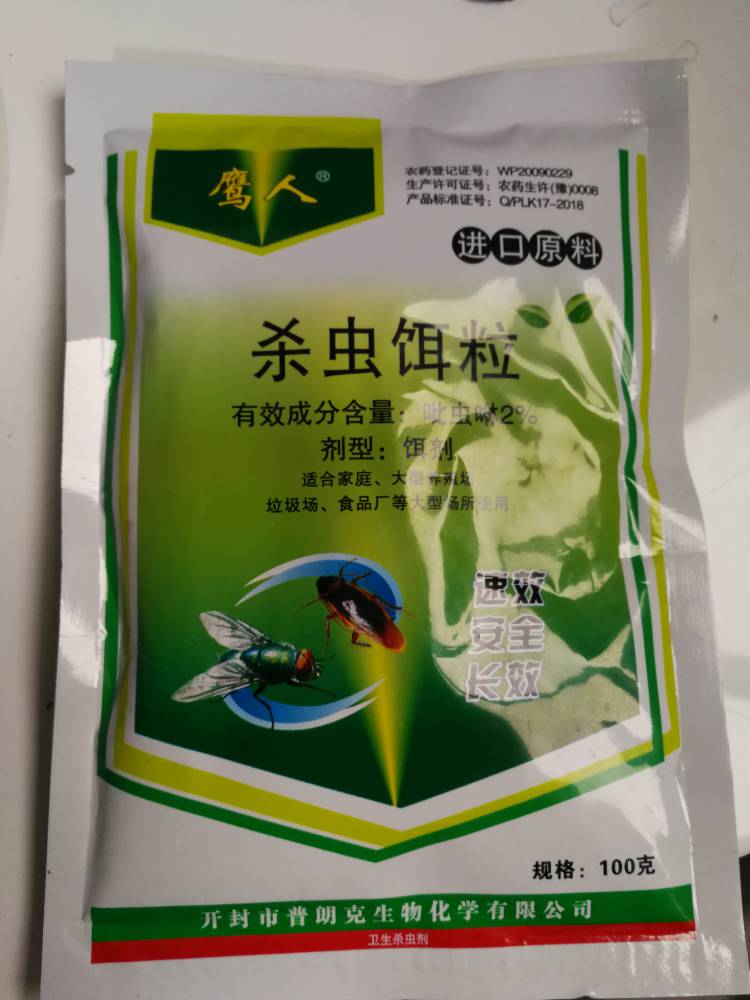 鹰人®
农药登记证号：WP20090229
生产许可证号：农药生许(豫)0008
产品标准证号：Q/PLK17-2018
进口原料
杀虫饵粒
有效成分含量：吡虫啉2%
剂型：饵剂
适合家庭、大型养殖场
垃圾场、食品厂等大型场所使用
速效
安全
长效
规格：100克
开封市普朗克生物化学有限公司
卫生杀虫剂